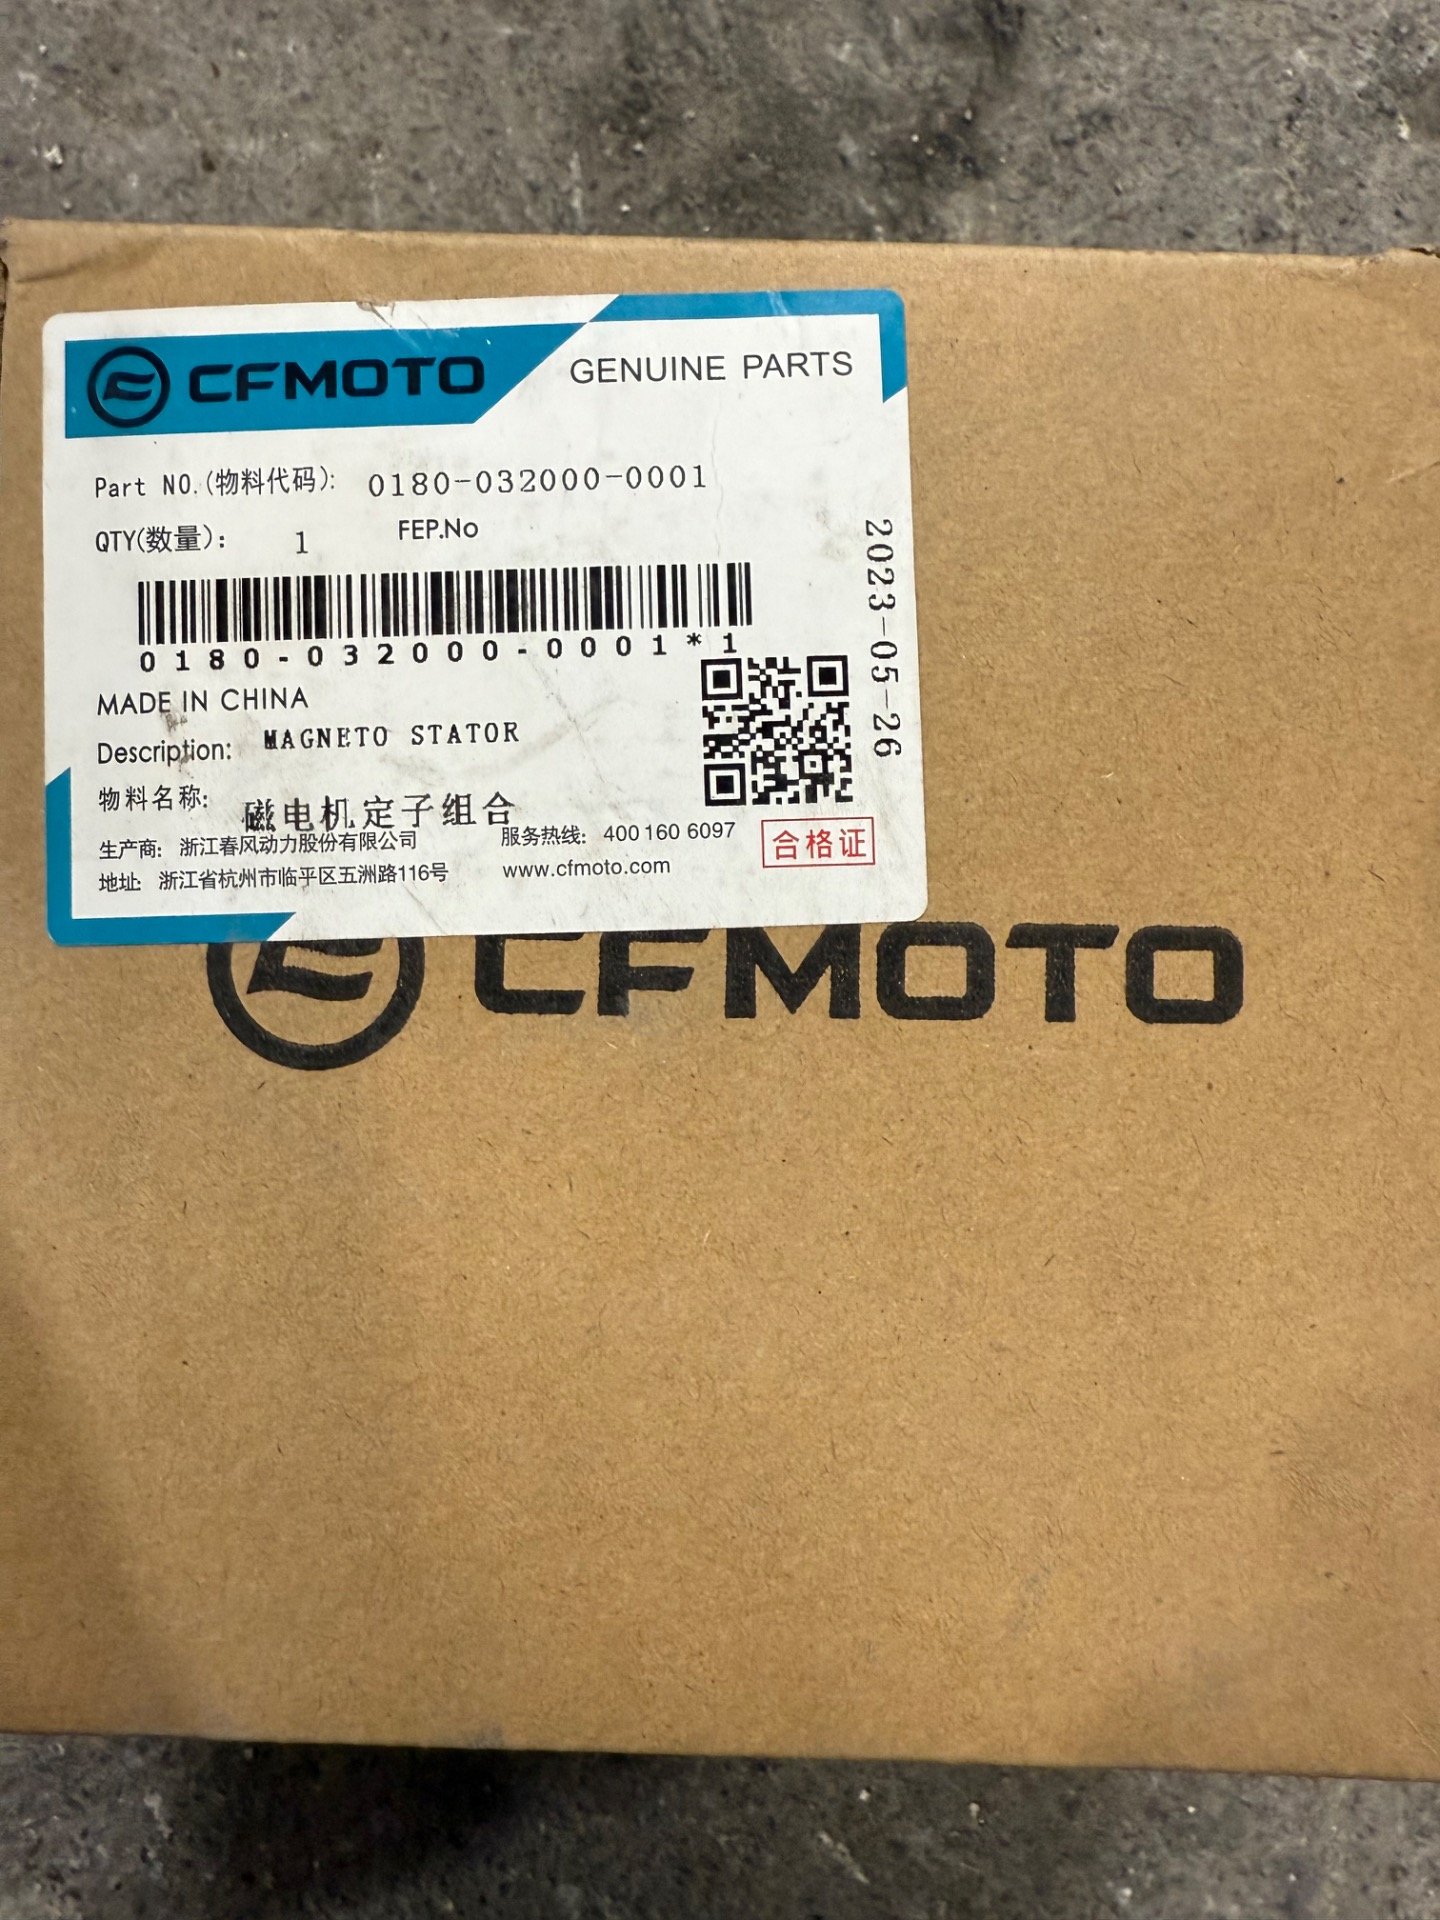 CFMOTO
GENUINE PARTS
Part NO.(物料代码): 0180-032000-0001
QTY(数量): 1 FEP.No
0180-032000-0001*1
2023-05-26
MADE IN CHINA
Description: MAGNETO STATOR
物料名称: 磁电机定子组合
生产商: 浙江春风动力股份有限公司 服务热线: 400 160 6097
地址: 浙江省杭州市临平区五洲路116号 www.cfmoto.com
合格证
CFMOTO